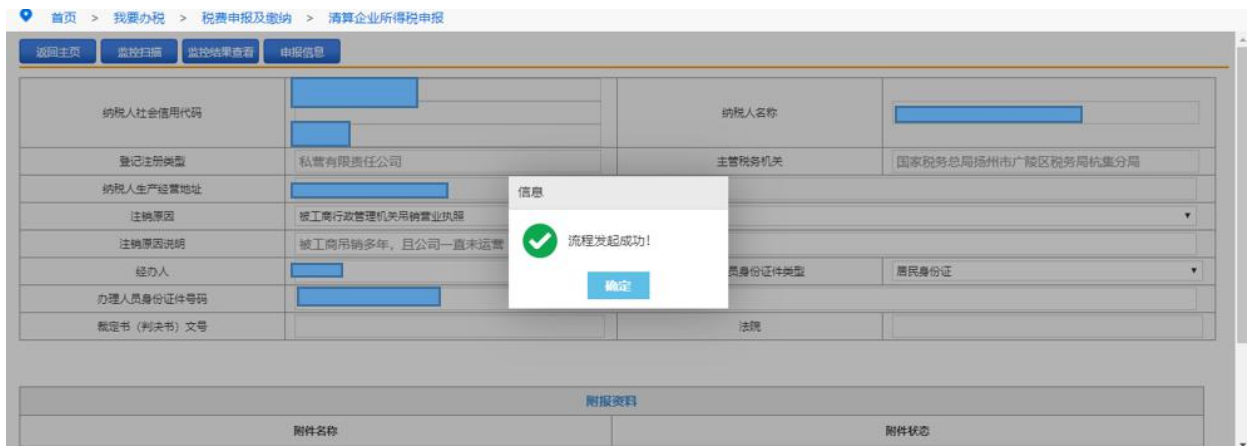 首页 > 我要办税 > 税费申报及缴纳 > 清算企业所得税申报
返回主页 监控扫描 监控结果查看 申报信息
纳税人社会信用代码 纳税人名称
登记注册类型 私营有限责任公司 主管税务机关 国家税务总局扬州市广陵区税务局杭集分局
纳税人生产经营地址
注销原因 被工商行政管理机关吊销营业执照
注销原因说明 被工商吊销多年，且公司一直未运营
经办人 员身份证件类型 居民身份证
办理人员身份证件号码
裁定书（判决书）文号 法院
信息
流程发起成功!
确定
附报资料
附件名称 附件状态